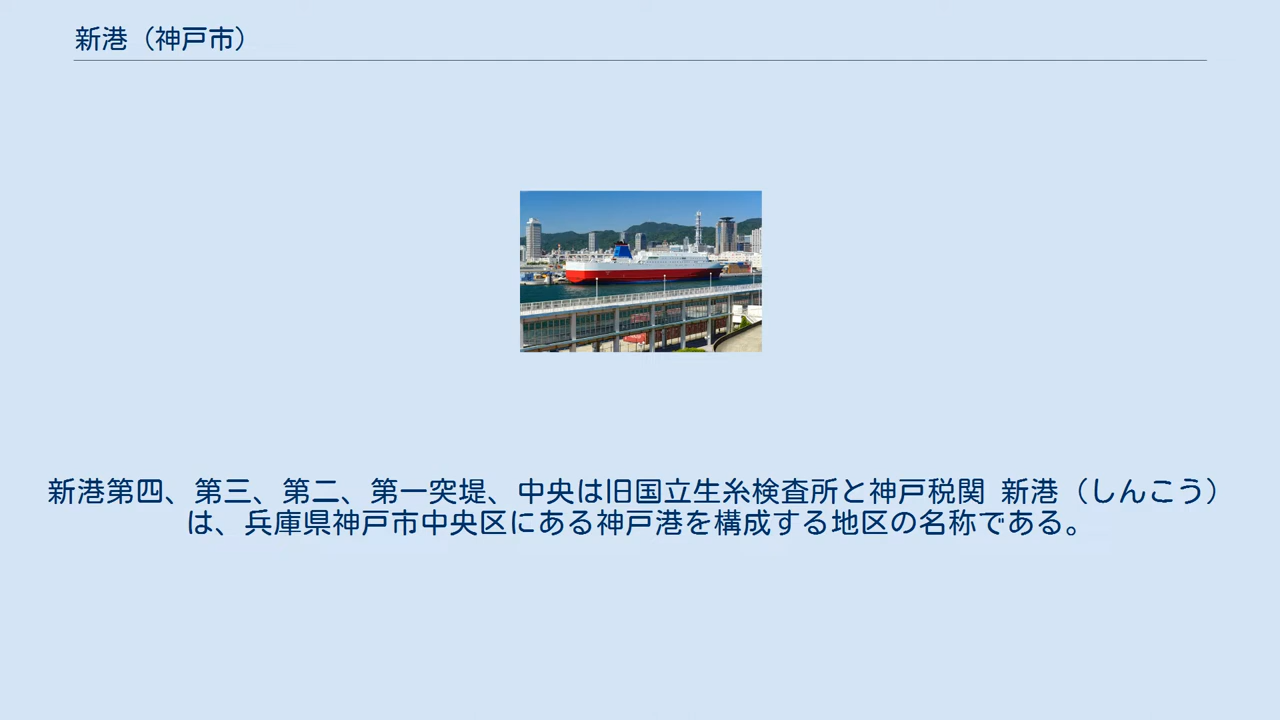 新港（神戸市）
新港第四、第三、第二、第一突堤、中央は旧国立生糸検査所と神戸税関 新港（しんこう）
は、兵庫県神戸市中央区にある神戸港を構成する地区の名称である。